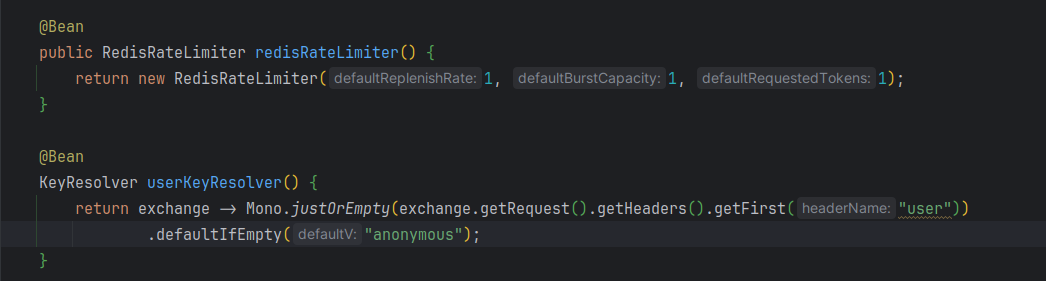 @Bean
public RedisRateLimiter redisRateLimiter() {
    return new RedisRateLimiter( defaultReplenishRate: 1, defaultBurstCapacity: 1, defaultRequestedTokens: 1);
}
@Bean
KeyResolver userKeyResolver() {
    return exchange -> Mono.justOrEmpty(exchange.getRequest().getHeaders().getFirst( headerName: "user"))
            .defaultIfEmpty( defaultV: "anonymous");
}